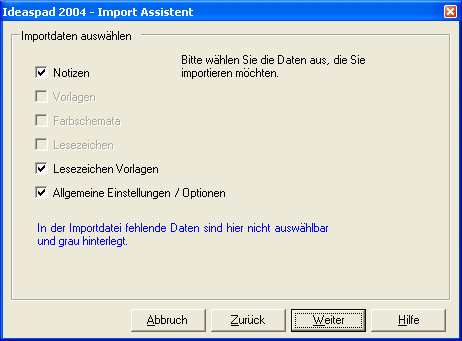 Ideaspad 2004 - Import Assistent
Importdaten auswählen
Bitte wählen Sie die Daten aus, die Sie
importieren möchten.
Notizen
Vorlagen
Farbschemata
Lesezeichen
Lesezeichen Vorlagen
Allgemeine Einstellungen / Optionen
In der Importdatei fehlende Daten sind hier nicht auswählbar
und grau hinterlegt.
Abbruch
Zurück
Weiter
Hilfe